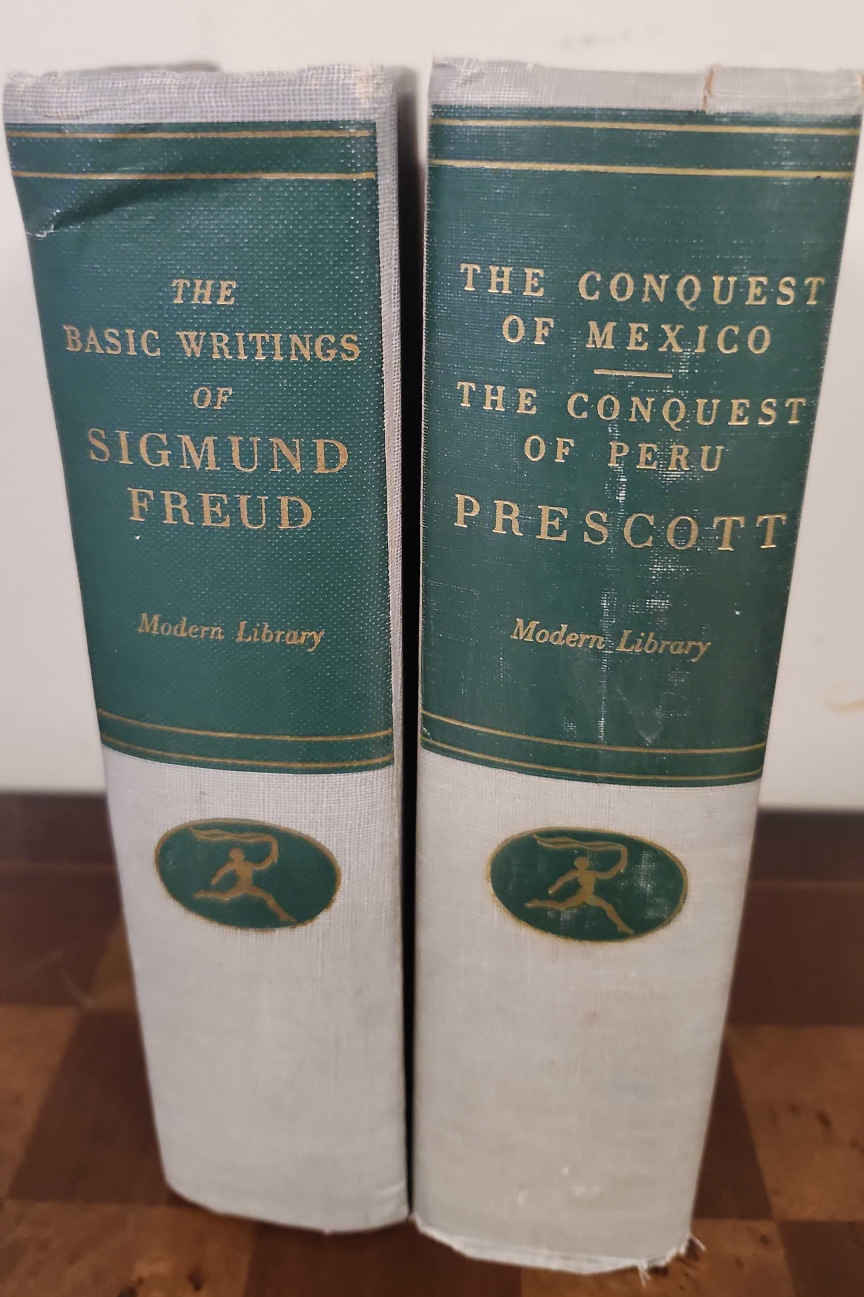 THE
BASIC WRITINGS
OF
SIGMUND
FREUD
Modern Library
THE CONQUEST
OF MEXICO
THE CONQUEST
OF PERU
PRESCOTT
Modern Library